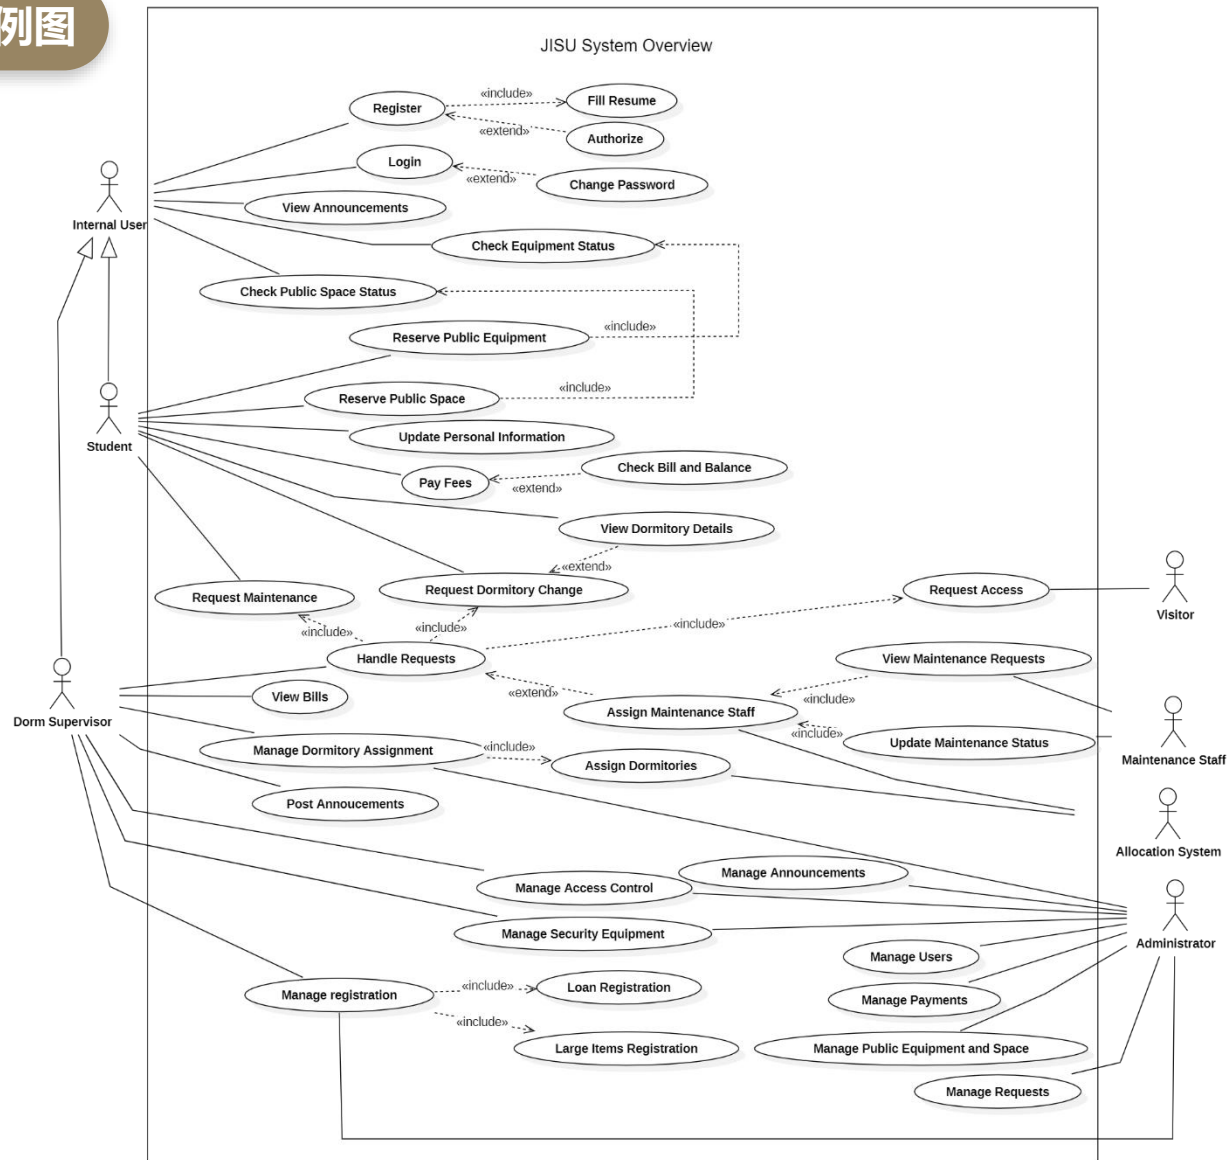 例图
JISU System Overview
«include»
Fill Resume
Register
«extend»
Authorize
Login
«extend»
Change Password
Internal User
View Announcements
Check Equipment Status
Check Public Space Status
«include»
Reserve Public Equipment
«include»
Reserve Public Space
Student
Update Personal Information
Check Bill and Balance
Pay Fees
«extend»
View Dormitory Details
«extend»
Request Dormitory Change
Request Maintenance
Request Access
Visitor
«include»
«include»
«include»
Handle Requests
View Maintenance Requests
«extend»
«include»
View Bills
Dorm Supervisor
Assign Maintenance Staff
«include»
Update Maintenance Status
Maintenance Staff
Manage Dormitory Assignment
«include»
Assign Dormitories
Post Annoucements
Allocation System
Manage Announcements
Manage Access Control
Manage Security Equipment
Administrator
Manage Users
Manage registration
«include»
Loan Registration
Manage Payments
«include»
Large Items Registration
Manage Public Equipment and Space
Manage Requests